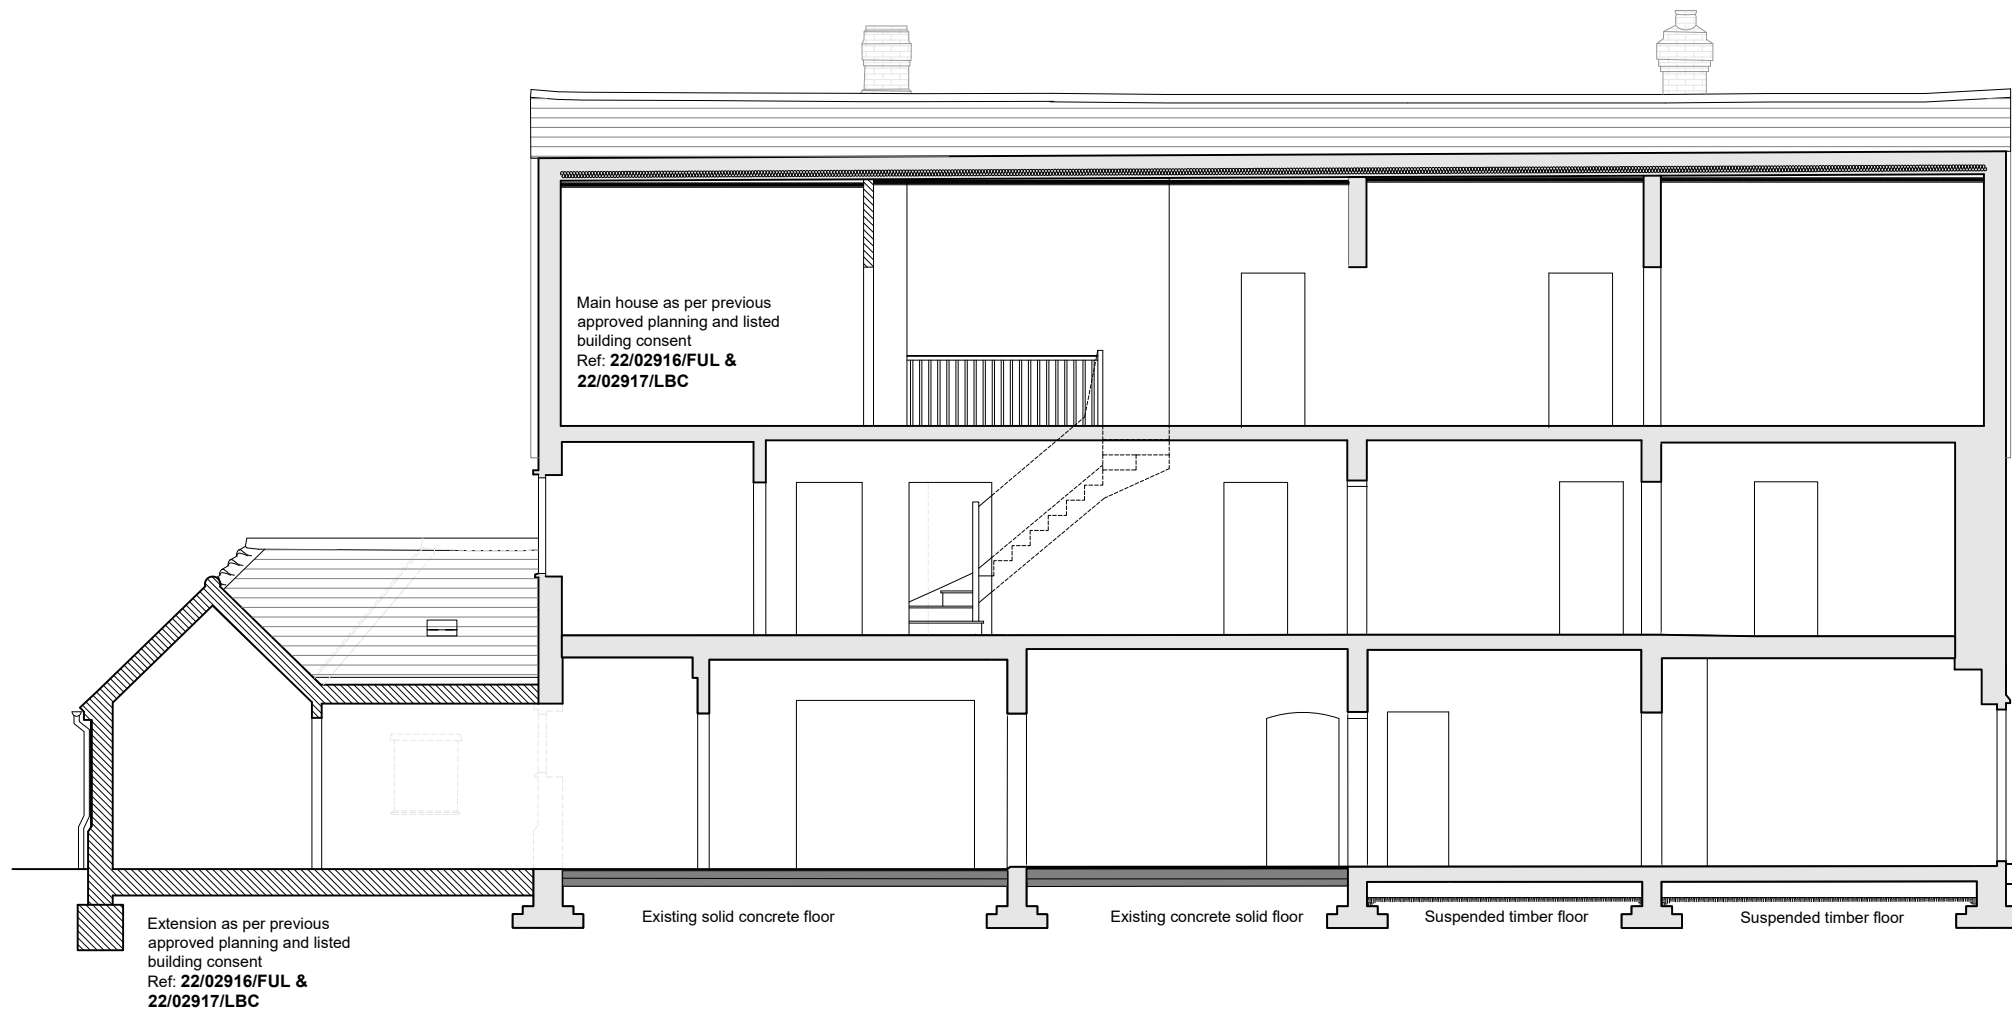 Main house as per previous
approved planning and listed
building consent
Ref: 22/02916/FUL &
22/02917/LBC
Existing solid concrete floor
Existing concrete solid floor
Suspended timber floor
Suspended timber floor
Extension as per previous
approved planning and listed
building consent
Ref: 22/02916/FUL &
22/02917/LBC